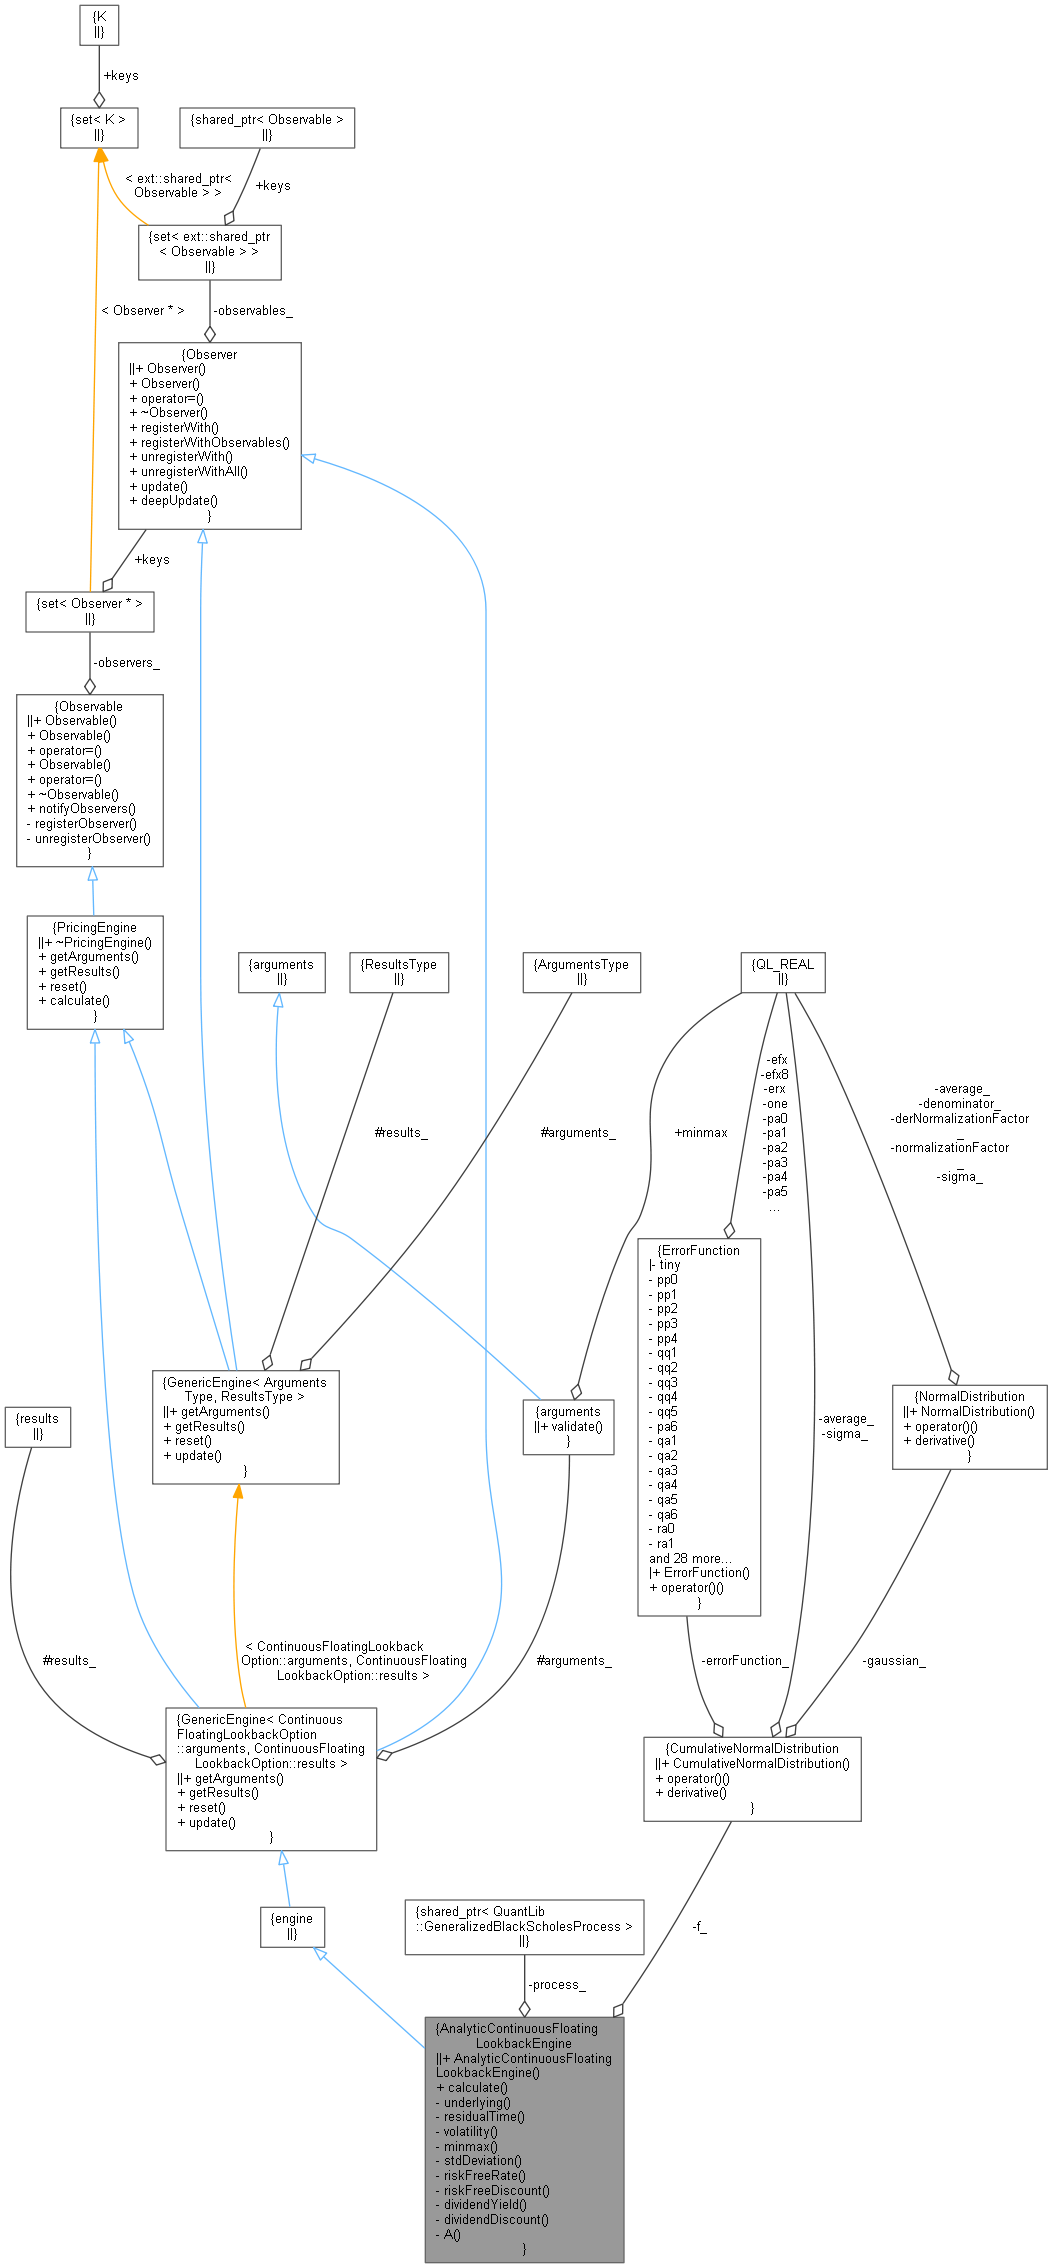 {K
||}
+keys
{set< K >
||}
{shared_ptr< Observable >
||}
< ext::shared_ptr<
Observable > >
+keys
{set< ext::shared_ptr
< Observable > >
||}
< Observer * >
-observables_
{Observer
||+ Observer()
+ Observer()
+ operator=()
+ ~Observer()
+ registerWith()
+ registerWithObservables()
+ unregisterWith()
+ unregisterWithAll()
+ update()
+ deepUpdate()
}
+keys
{set< Observer * >
||}
-observers_
{Observable
||+ Observable()
+ Observable()
+ operator=()
+ Observable()
+ operator=()
+ ~Observable()
+ notifyObservers()
- registerObserver()
- unregisterObserver()
}
{PricingEngine
||+ ~PricingEngine()
+ getArguments()
+ getResults()
+ reset()
+ calculate()
}
{arguments
||}
{ResultsType
||}
{ArgumentsType
||}
{QL_REAL
||}
#results_
#arguments_
+minmax
-efx
-efx8
-erx
-one
-pa0
-pa1
-pa2
-pa3
-pa4
-pa5
...
-average_
-denominator_
-derNormalizationFactor
_
-normalizationFactor
_
-sigma_
{ErrorFunction
|- tiny
- pp0
- pp1
- pp2
- pp3
- pp4
- qq1
- qq2
- qq3
- qq4
- qq5
- pa6
- qa1
- qa2
- qa3
- qa4
- qa5
- qa6
- ra0
- ra1
and 28 more...
|+ ErrorFunction()
+ operator()()
}
{GenericEngine< Arguments
Type, ResultsType >
||+ getArguments()
+ getResults()
+ reset()
+ update()
}
{arguments
||+ validate()
}
-average_
-sigma_
{NormalDistribution
||+ NormalDistribution()
+ operator()()
+ derivative()
}
{results
||}
#results_
< ContinuousFloatingLookback
Option::arguments, ContinuousFloating
LookbackOption::results >
#arguments_
-errorFunction_
-gaussian_
{GenericEngine< Continuous
FloatingLookbackOption
::arguments, ContinuousFloating
LookbackOption::results >
||+ getArguments()
+ getResults()
+ reset()
+ update()
}
{CumulativeNormalDistribution
||+ CumulativeNormalDistribution()
+ operator()()
+ derivative()
}
{engine
||}
{shared_ptr< QuantLib
::GeneralizedBlackScholesProcess >
||}
-f_
-process_
{AnalyticContinuousFloating
LookbackEngine
||+ AnalyticContinuousFloating
LookbackEngine()
+ calculate()
- underlying()
- residualTime()
- volatility()
- minmax()
- stdDeviation()
- riskFreeRate()
- riskFreeDiscount()
- dividendYield()
- dividendDiscount()
- A()
}